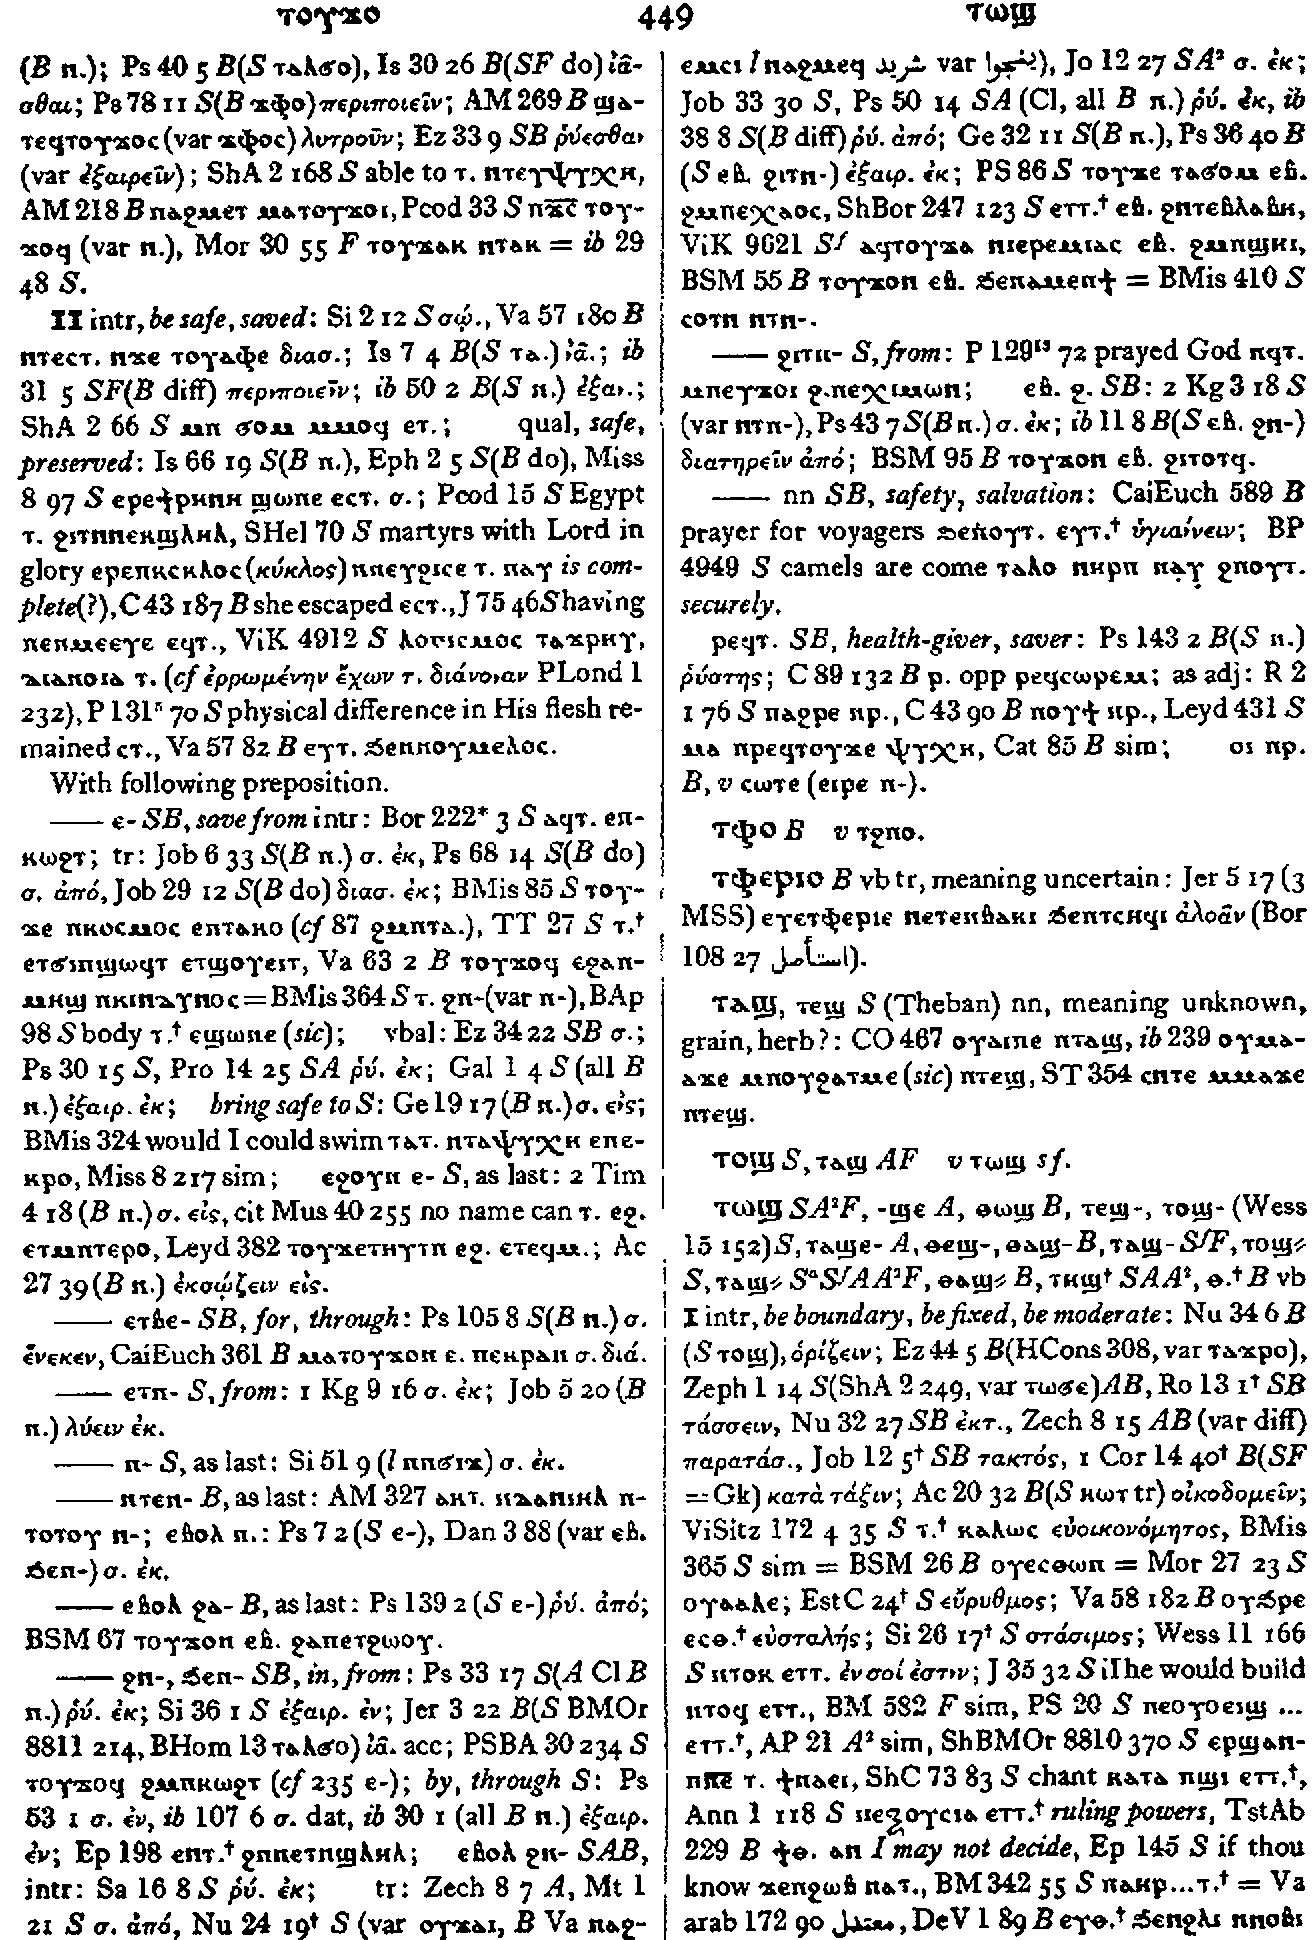 ⲧⲟⲩϫⲟ 449 ⲧⲱϣ
(B ⲛ.); Ps 40 5 B(S ⲧⲁⲗϭⲟ), Is 30 26 B(SF do) ἰᾶ-
σθαι; Ps 78 11 S(B ϫⲫⲟ) περιποιεῖν; AM 269 B ϣⲁ-
ⲧⲉϥⲧⲟⲩϫⲟⲥ (var ϫⲫⲟⲥ) λυτροῦν; Ez 33 9 SB ῥύεσθαι
(var ἐξαιρεῖν); ShA 2 168 S able to ⲧ. ⲛⲧⲉⲩⲯⲩⲭⲏ,
AM 218 B ⲛⲁϩⲙⲉⲧ ⲙⲁⲧⲟⲩϫⲟⲓ, Pcod 33 S ⲡϫ̅ⲥ̅ ⲧⲟⲩ-
ϫⲟϥ (var ⲛ.), Mor 30 55 F ⲧⲟⲩϫⲁⲕ ⲛⲧⲁⲕ = ib 29
48 S.
II intr, be safe, saved: Si 2 12 S σῴ., Va 57 180 B
ⲛⲧⲉⲥⲧ. ⲛϫⲉ ⲧⲟⲩⲁⲫⲉ διασ.; Is 7 4 B(S ⲧⲁ.) ἰᾶ.; ib
31 5 SF(B diff) περιποιεῖν; ib 50 2 B(S ⲛ.) ἐξαι.;
ShA 2 66 S ⲙⲛ ϭⲟⲙ ⲙⲙⲟϥ ⲉⲧ.; qual, safe,
preserved: Is 66 19 S(B ⲛ.), Eph 2 5 S(B do), Miss
8 97 S ⲉⲣⲉϯⲣⲏⲛⲏ ϣⲱⲡⲉ ⲉⲥⲧ. σ.; Pcod 15 S Egypt
ⲧ. ϩⲓⲧⲛⲛⲉⲕϣⲗⲏⲗ, SHel 70 S martyrs with Lord in
glory ⲉⲣⲉⲡⲕⲥⲕⲗⲟⲥ (κύκλος) ⲛⲛⲉⲩϩⲓⲥⲉ ⲧ. ⲛⲁⲩ is com-
plete(?), C 43 187 B she escaped ⲉⲥⲧ., J 75 46 S having
ⲡⲉⲛⲙⲉⲉⲩⲉ ⲉϥⲧ., ViK 4912 S ⲗⲟⲅⲓⲥⲙⲟⲥ ⲧⲁϫⲣⲏⲩ,
ⲇⲓⲁⲛⲟⲓⲁ ⲧ. (cf ἐρρωμένην ἔχων τ. διάνοιαν PLond 1
232), P 131⁵ 70 S physical difference in His flesh re-
mained ⲥⲧ., Va 57 82 B ⲉⲩⲧ. ϧⲉⲛⲛⲟⲩⲙⲉⲗⲟⲥ.
With following preposition.
—— ⲉ- SB, save from intr: Bor 222* 3 S ⲁϥⲧ. ⲉⲡ-
ⲕⲱϩⲧ; tr: Job 6 33 S(B ⲛ.) σ. ἐκ, Ps 68 14 S(B do)
σ. ἀπό, Job 29 12 S(B do) διασ. ἐκ; BMis 85 S ⲧⲟⲩ-
ϫⲉ ⲡⲕⲟⲥⲙⲟⲥ ⲉⲡⲧⲁⲕⲟ (cf 87 ϩⲙⲡⲧⲁ.), TT 27 S ⲧ.†
ⲉⲧϭⲓⲛϣⲱϥⲧ ⲉⲧϣⲟⲩⲉⲓⲧ, Va 63 2 B ⲧⲟⲩϫⲟϥ ⲉϩⲁⲛ-
ⲙⲏϣ ⲛⲕⲓⲛⲇⲩⲛⲟⲥ = BMis 364 S ⲧ. ϩⲛ- (var ⲛ-), BAp
98 S body ⲧ.† ⲉϣⲱⲛⲉ (sic); vbal: Ez 34 22 SB σ.;
Ps 30 15 S, Pro 14 25 SA ῥύ. ἐκ; Gal 1 4 S (all B
ⲛ.) ἐξαιρ. ἐκ; bring safe to S: Ge 19 17 (B ⲛ.) σ. εἰς;
BMis 324 would I could swim ⲧⲁⲧ. ⲛⲧⲁⲯⲩⲭⲏ ⲉⲡⲉ-
ⲕⲣⲟ, Miss 8 217 sim; ⲉϩⲟⲩⲛ ⲉ- S, as last: 2 Tim
4 18 (B ⲛ.) σ. εἰς, cit Mus 40 255 no name can ⲧ. ⲉϩ.
ⲉⲧⲙⲛⲧⲉⲣⲟ, Leyd 382 ⲧⲟⲩϫⲉⲧⲏⲩⲧⲛ ⲉϩ. ⲉⲧⲉϥⲙ.; Ac
27 39 (B ⲛ.) ἐκσῴζειν εἰς.
—— ⲉⲧⲃⲉ- SB, for, through: Ps 105 8 S(B ⲛ.) σ.
ἕνεκεν, CaiEuch 361 B ⲙⲁⲧⲟⲩϫⲟⲛ ⲉ. ⲡⲉⲕⲣⲁⲛ σ. διά.
—— ⲉⲧⲛ- S, from: 1 Kg 9 16 σ. ἐκ; Job 5 20 (B
ⲛ.) λύειν ἐκ.
—— ⲛ- S, as last: Si 51 9 (l ⲛⲛϭⲓϫ) σ. ἐκ.
—— ⲛⲧⲉⲛ- B, as last: AM 327 ⲁⲕⲧ. ⲛⲇⲁⲛⲓⲏⲗ ⲛ-
ⲧⲟⲧⲟⲩ ⲛ-; ⲉⲃⲟⲗ ⲛ.: Ps 7 2 (S ⲉ-), Dan 3 88 (var ⲉⲃ.
ϧⲉⲛ-) σ. ἐκ.
—— ⲉⲃⲟⲗ ϩⲁ- B, as last: Ps 139 2 (S ⲉ-) ῥύ. ἀπό;
BSM 67 ⲧⲟⲩϫⲟⲛ ⲉⲃ. ϩⲁⲡⲉⲧϩⲱⲟⲩ.
—— ϩⲛ-, ϧⲉⲛ- SB, in, from: Ps 33 17 S(A Cl B
ⲛ.) ῥύ. ἐκ; Si 36 1 S ἐξαιρ. ἐν; Jer 3 22 B(S BMOr
8811 214, BHom 13 ⲧⲁⲗϭⲟ) ἰᾶ. acc; PSBA 30 234 S
ⲧⲟⲩϫⲟϥ ϩⲙⲡⲕⲱϩⲧ (cf 235 ⲉ-); by, through S: Ps
53 1 σ. ἐν, ib 107 6 σ. dat, ib 30 1 (all B ⲛ.) ἐξαιρ.
ἐν; Ep 198 ⲉⲛⲧ.† ϩⲛⲛⲉⲧⲛϣⲗⲏⲗ; ⲉⲃⲟⲗ ϩⲛ- SAB,
intr: Sa 16 8 S ῥύ. ἐκ; tr: Zech 8 7 A, Mt 1
21 S σ. ἀπό, Nu 24 19† S (var ⲟⲩϫⲁⲓ, B Va ⲛⲁϩ-
ⲉⲙⲥⲓ l ⲛⲁϩⲙⲉϥ شريد var ينجوا), Jo 12 27 SA² σ. ἐκ;
Job 33 30 S, Ps 50 14 SA (Cl, all B ⲛ.) ῥύ. ἐκ, ib
38 8 S(B diff) ῥύ. ἀπό; Ge 32 11 S(B ⲛ.), Ps 36 40 B
(S ⲉⲃ. ϩⲓⲧⲛ-) ἐξαιρ. ἐκ; PS 86 S ⲧⲟⲩϫⲉ ⲧⲁϭⲟⲙ ⲉⲃ.
ϩⲙⲡⲉⲭⲁⲟⲥ, ShBor 247 123 S ⲉⲧⲧ.† ⲉⲃ. ϩⲛⲧⲉⲃⲗⲁⲃⲏ,
ViK 9621 Sf ⲁϥⲧⲟⲩϫⲁ ⲛⲓⲉⲣⲉⲙⲓⲁⲥ ⲉⲃ. ϩⲙⲡϣⲏⲓ,
BSM 55 B ⲧⲟⲩϫⲟⲛ ⲉⲃ. ϧⲉⲛⲁⲙⲉⲛϯ = BMis 410 S
ⲥⲟⲧⲛ ⲛⲧⲛ-.
—— ϩⲓⲧⲛ- S, from: P 129¹³ 72 prayed God ⲛϥⲧ.
ⲙⲡⲉⲩϫⲟⲓ ϩ.ⲡⲉⲭⲓⲙⲱⲛ; ⲉⲃ. ϩ. SB: 2 Kg 3 18 S
(var ⲛⲧⲛ-), Ps 43 7 S(B ⲛ.) σ. ἐκ; ib 11 8 B(S ⲉⲃ. ϩⲛ-)
διατηρεῖν ἀπό; BSM 95 B ⲧⲟⲩϫⲟⲛ ⲉⲃ. ϩⲓⲧⲟⲧϥ.
—— nn SB, safety, salvation: CaiEuch 589 B
prayer for voyagers ϧⲉⲛⲟⲩⲧ. ⲉⲩⲧ.† ὑγιαίνειν; BP
4949 S camels are come ⲧⲁⲗⲟ ⲡⲏⲣⲡ ⲛⲁⲩ ϩⲛⲟⲩⲧ.
securely.
ⲣⲉϥⲧ. SB, health-giver, saver: Ps 143 2 B(S ⲛ.)
ῥύστης; C 89 132 B ⲣ. opp ⲣⲉϥⲥⲱⲣⲉⲙ; as adj: R 2
1 76 S ⲡⲁϩⲣⲉ ⲛⲣ., C 43 90 B ⲛⲟⲩϯ ⲛⲣ., Leyd 431 S
ⲙⲁ ⲛⲣⲉϥⲧⲟⲩϫⲉ ⲯⲩⲭⲏ, Cat 85 B sim; ⲟⲓ ⲛⲣ.
B, v ⲥⲱⲧⲉ (ⲉⲓⲣⲉ ⲛ-).
ⲧⲫⲟ B v ⲧϩⲡⲟ.
ⲧⲫⲉⲣⲓⲟ B vb tr, meaning uncertain: Jer 5 17 (3
MSS) ⲉⲩⲉⲧⲫⲉⲣⲓⲉ ⲛⲉⲧⲉⲛⲃⲁⲕⲓ ϧⲉⲛⲧⲥⲏϥⲓ ἀλοᾶν (Bor
108 27 استأصل).
ⲧⲁϣ, ⲧⲉϣ S (Theban) nn, meaning unknown,
grain, herb?: CO 467 ⲟⲩⲁⲓⲡⲉ ⲛⲧⲁϣ, ib 239 ⲟⲩⲙⲁ-
ⲁϫⲉ ⲙⲡⲟⲩϩⲁⲧⲙⲉ (sic) ⲛⲧⲉϣ, ST 354 ⲥⲛⲧⲉ ⲙⲙⲁϫⲉ
ⲛⲧⲉϣ.
ⲧⲟϣ S, ⲧⲁϣ AF v ⲧⲱϣ sf.
ⲧⲱϣ SA²F, -ϣⲉ A, ⲑⲱϣ B, ⲧⲉϣ-, ⲧⲟϣ- (Wess
15 152) S, ⲧⲁϣⲉ- A, ⲑⲉϣ-, ⲑⲁϣ- B, ⲧⲁϣ- SfF, ⲧⲟϣ⸗
S, ⲧⲁϣ⸗ SaSfAA²F, ⲑⲁϣ⸗ B, ⲧⲏϣ† SAA², ⲑ.† B vb
I intr, be boundary, be fixed, be moderate: Nu 34 6 B
(S ⲧⲟϣ), ὁρίζειν; Ez 44 5 B(HCons 308, var ⲧⲁϫⲣⲟ),
Zeph 1 14 S(ShA 2 249, var ⲧⲱϭⲉ) AB, Ro 13 1† SB
τάσσειν, Nu 32 27 SB ἐκτ., Zech 8 15 AB (var diff)
παρατάσ., Job 12 5† SB τακτός, 1 Cor 14 40† B(SF
= Gk) κατὰ τάξιν; Ac 20 32 B(S ⲕⲱⲧ tr) οἰκοδομεῖν;
ViSitz 172 4 35 S ⲧ.† ⲕⲁⲗⲱⲥ εὐοικονόμητος, BMis
365 S sim = BSM 26 B ⲟⲩⲉⲥⲑⲱⲛ = Mor 27 23 S
ⲟⲩⲁⲁⲗⲉ; EstC 24† S εὔρυθμος; Va 58 182 B ⲟⲩϧⲣⲉ
ⲉⲥⲑ.† εὐσταλής; Si 26 17† S στάσιμος; Wess 11 166
S ⲛⲧⲟⲕ ⲉⲧⲧ. ἐν σοί ἐστιν; J 35 32 S if he would build
ⲛⲧⲟϥ ⲉⲧⲧ., BM 582 F sim, PS 20 S ⲡⲉⲟⲩⲟⲉⲓϣ ...
ⲉⲧⲧ.†, AP 21 A² sim, ShBMOr 8810 370 S ⲉⲣϣⲁⲛ-
ⲡⲛⲉ̅ ⲧ. ϯⲛⲁⲉⲓ, ShC 73 83 S chant ⲕⲁⲧⲁ ⲡϣⲓ ⲉⲧⲧ.†,
Ann 1 118 S ⲛⲉⲝⲟⲩⲥⲓⲁ ⲉⲧⲧ.† ruling powers, TstAb
229 B ϯⲑ. ⲁⲛ I may not decide, Ep 145 S if thou
know ϫⲉⲡϩⲱⲃ ⲛⲁⲧ., BM 342 55 S ⲡⲁⲕⲣ...ⲧ.† = Va
arab 172 90 معتدل, DeV 1 89 B ⲉⲩⲑ.† ϧⲉⲛϩⲗⲓ ⲛⲛⲟⲃⲓ